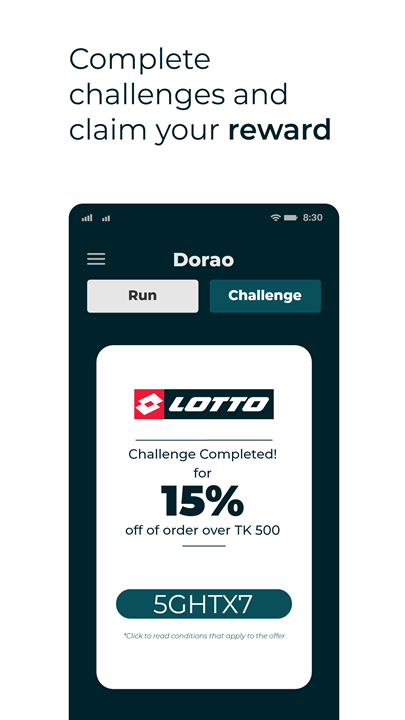 Complete
challenges and
claim your reward
8:30
Dorao
Run Challenge
LOTTO
Challenge Completed!
for
15%
off of order over TK 500
5GHTX7
*Click to read conditions that apply to the offer